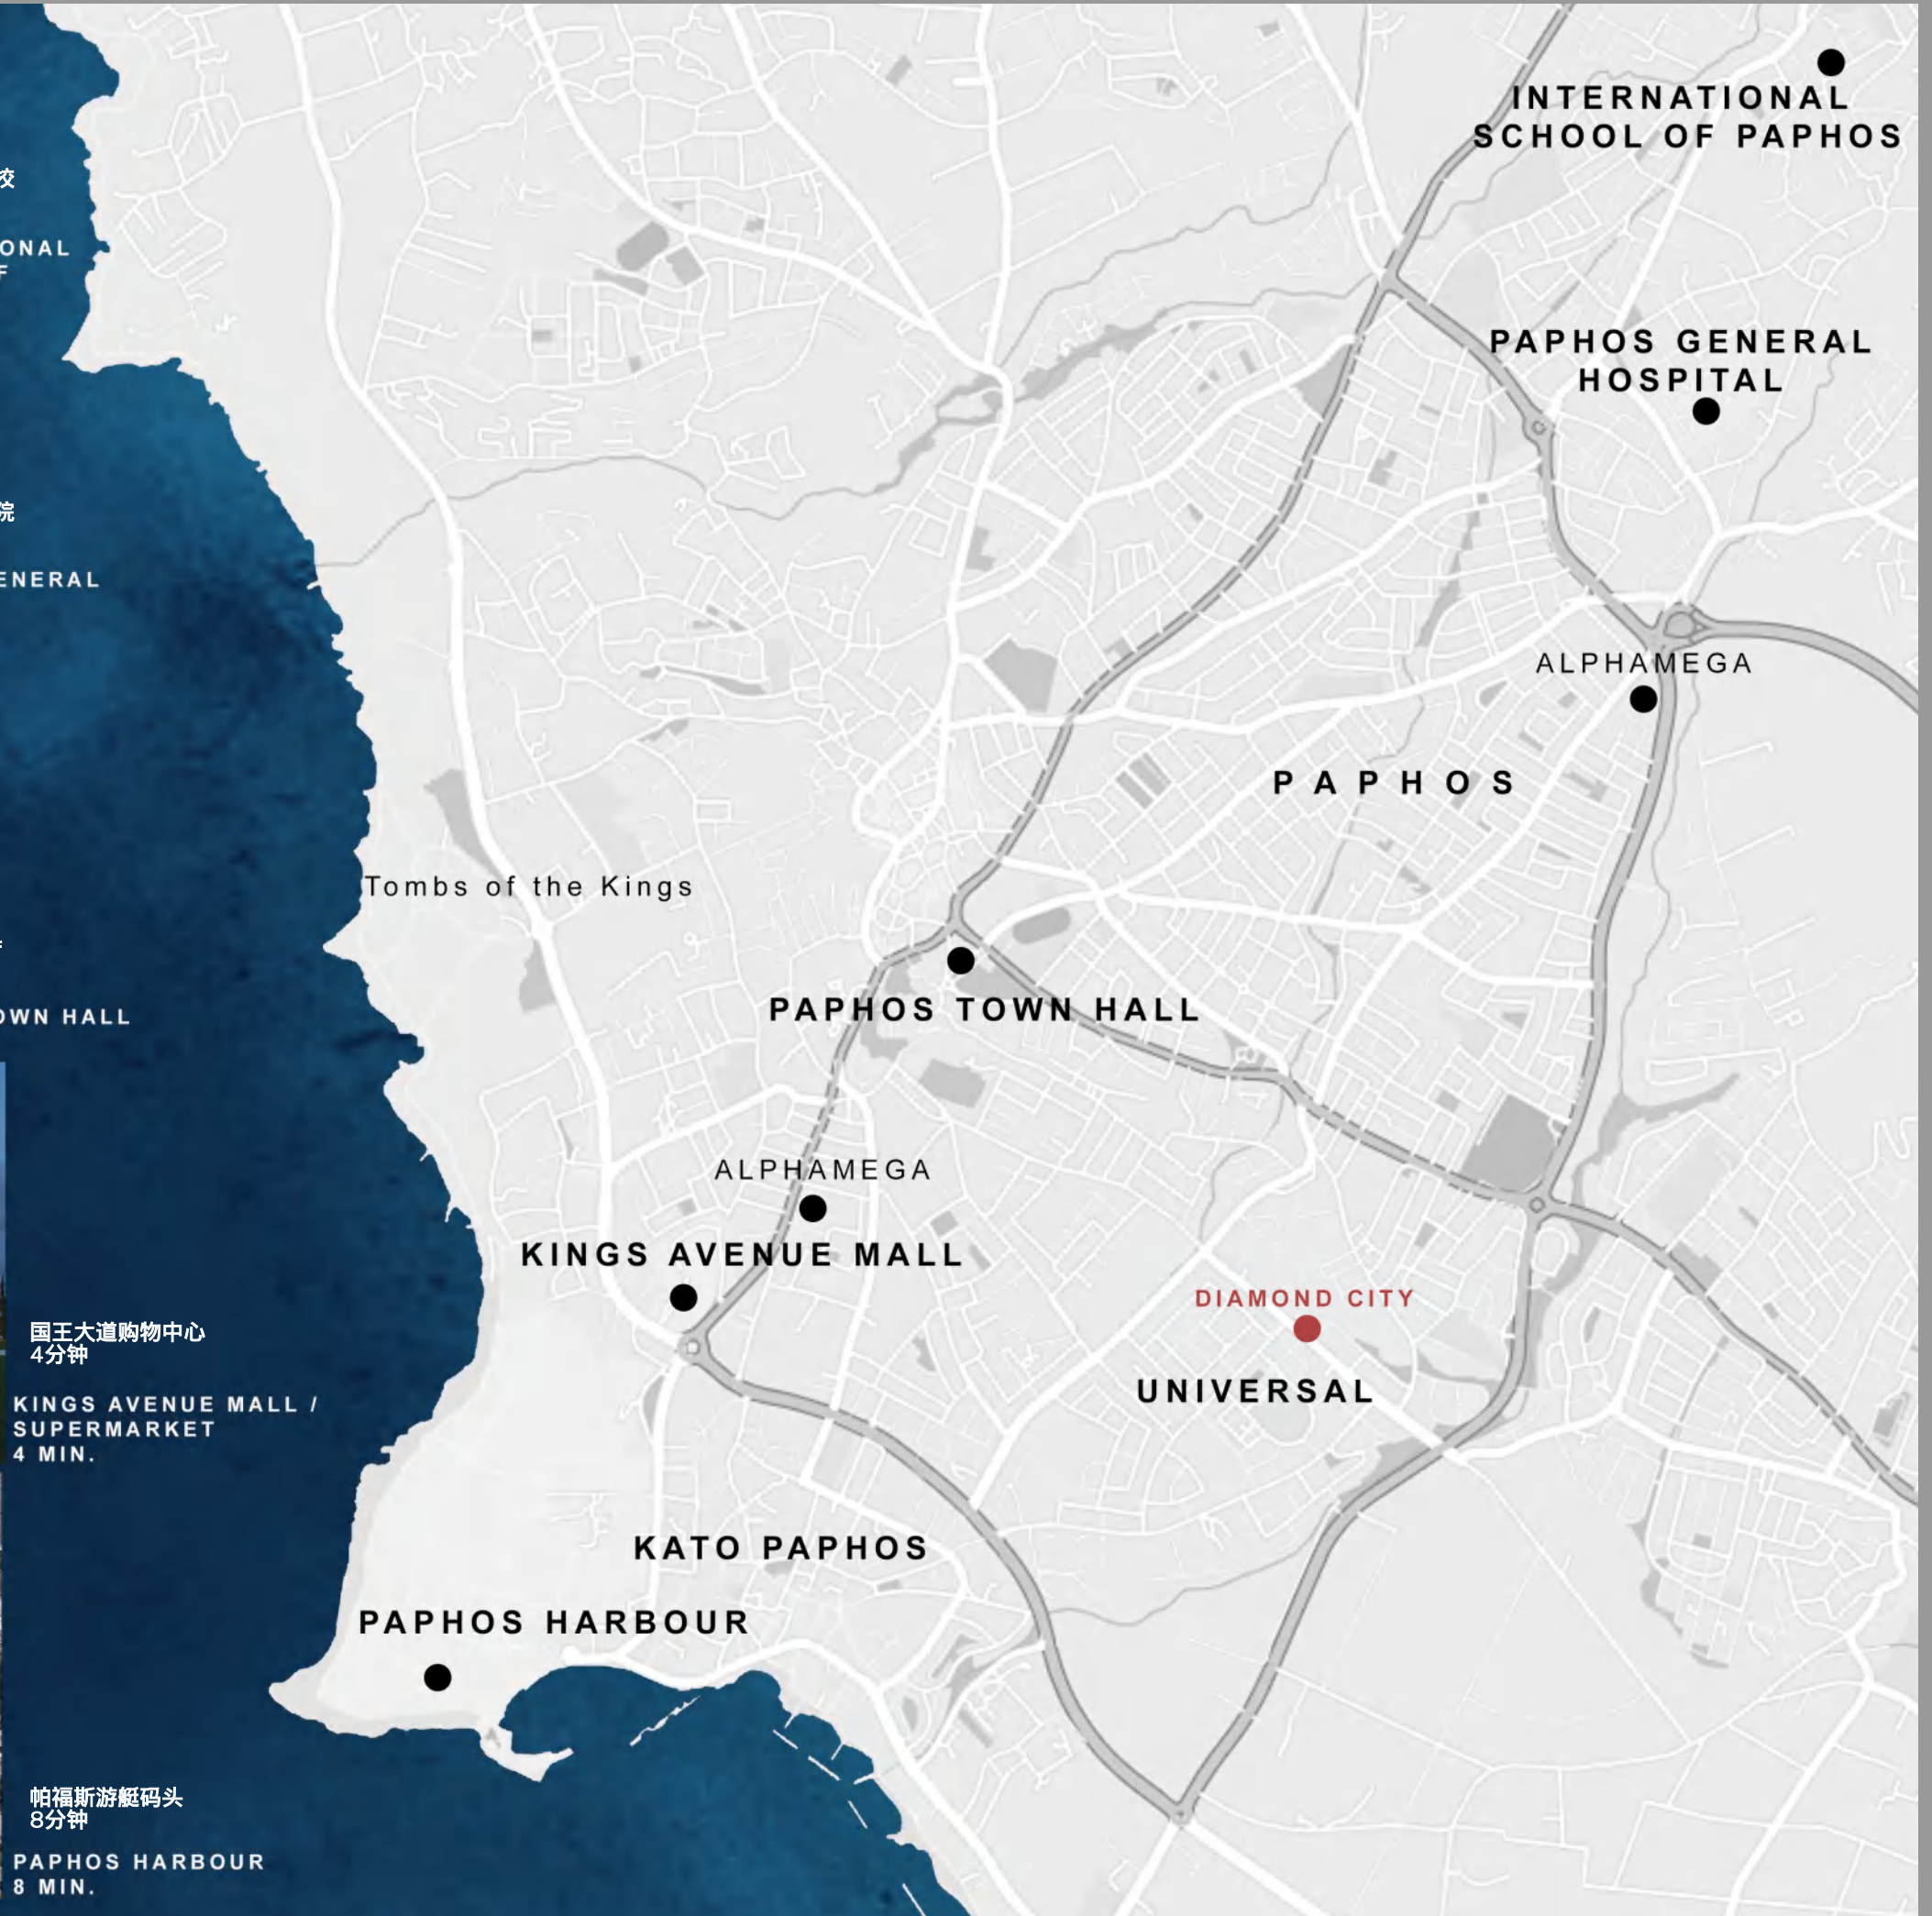 校
ONAL
F
院
ENERAL
OWN HALL
国王大道购物中心
4分钟
KINGS AVENUE MALL /
SUPERMARKET
4 MIN.
帕福斯游艇码头
8分钟
PAPHOS HARBOUR
8 MIN.
INTERNATIONAL
SCHOOL OF PAPHOS
PAPHOS GENERAL
HOSPITAL
ALPHAMEGA
PAPHOS
Tombs of the Kings
PAPHOS TOWN HALL
ALPHAMEGA
KINGS AVENUE MALL
DIAMOND CITY
UNIVERSAL
KATO PAPHOS
PAPHOS HARBOUR